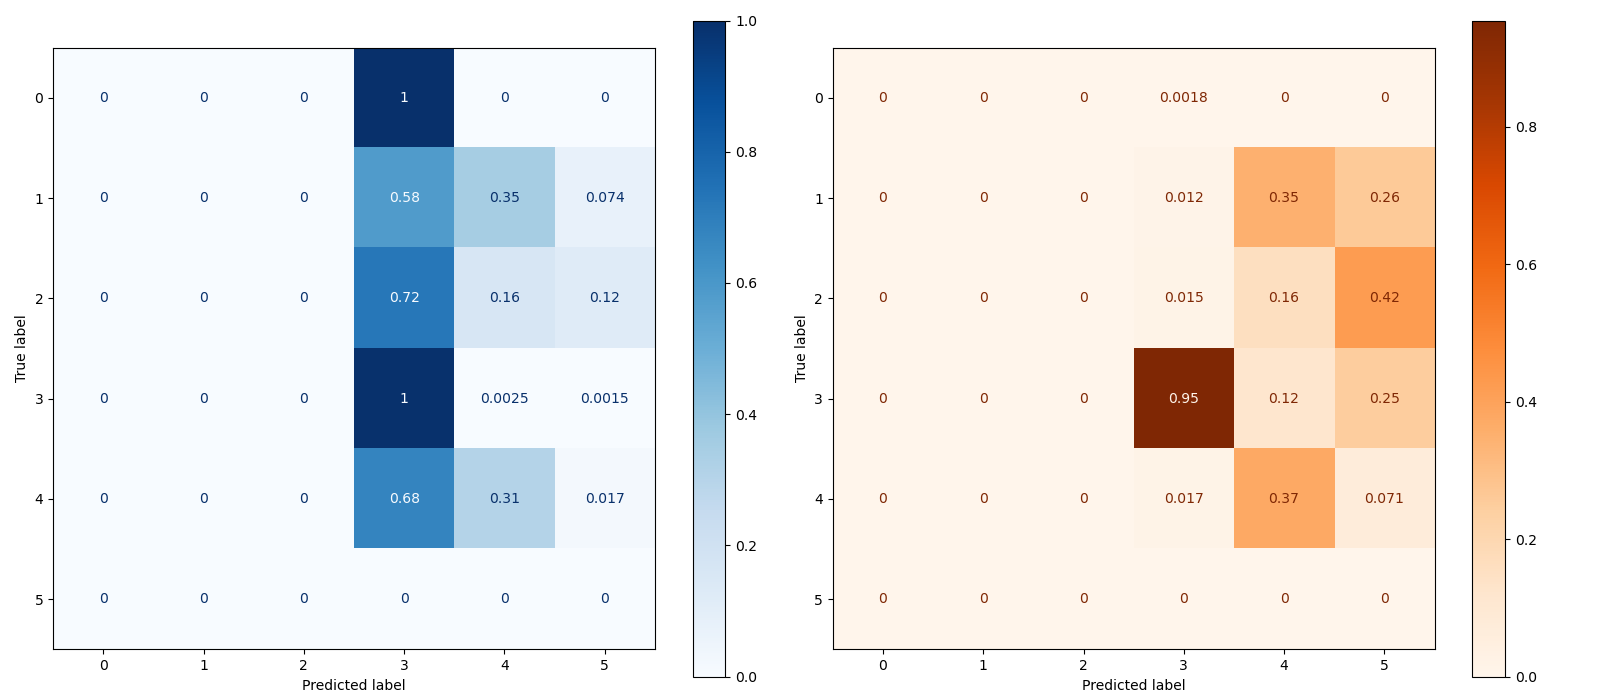 1.0
0 0 0 0 1 0 0
0.8
1 0 0 0 0.58 0.35 0.074
2 0 0 0 0.72 0.16 0.12
0.6
3 0 0 0 1 0.0025 0.0015
0.4
4 0 0 0 0.68 0.31 0.017
0.2
5 0 0 0 0 0 0
0.0
0 1 2 3 4 5
True label
Predicted label
0 0 0 0 0.0018 0 0
0.8
1 0 0 0 0.012 0.35 0.26
0.6
2 0 0 0 0.015 0.16 0.42
3 0 0 0 0.95 0.12 0.25
0.4
4 0 0 0 0.017 0.37 0.071
0.2
5 0 0 0 0 0 0
0.0
0 1 2 3 4 5
True label
Predicted label